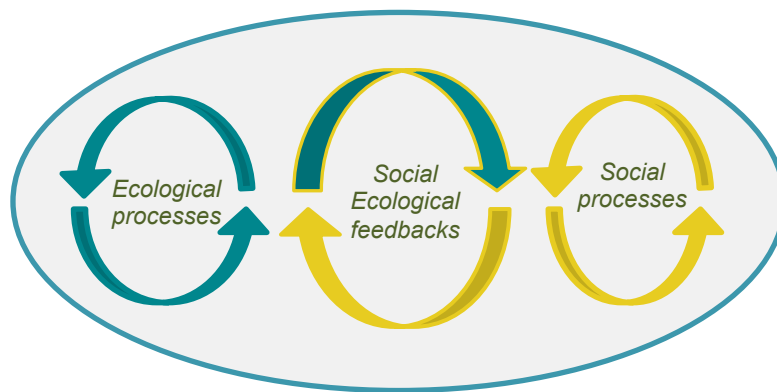 Ecological
processes
Social
Ecological
feedbacks
Social
processes